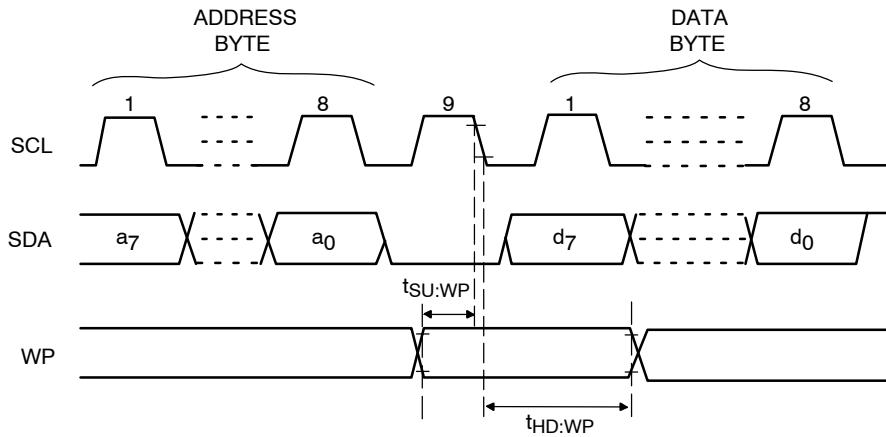 ADDRESS
BYTE
DATA
BYTE
1
8
9
1
8
SCL
SDA
a7
a0
d7
d0
tSU:WP
WP
tHD:WP